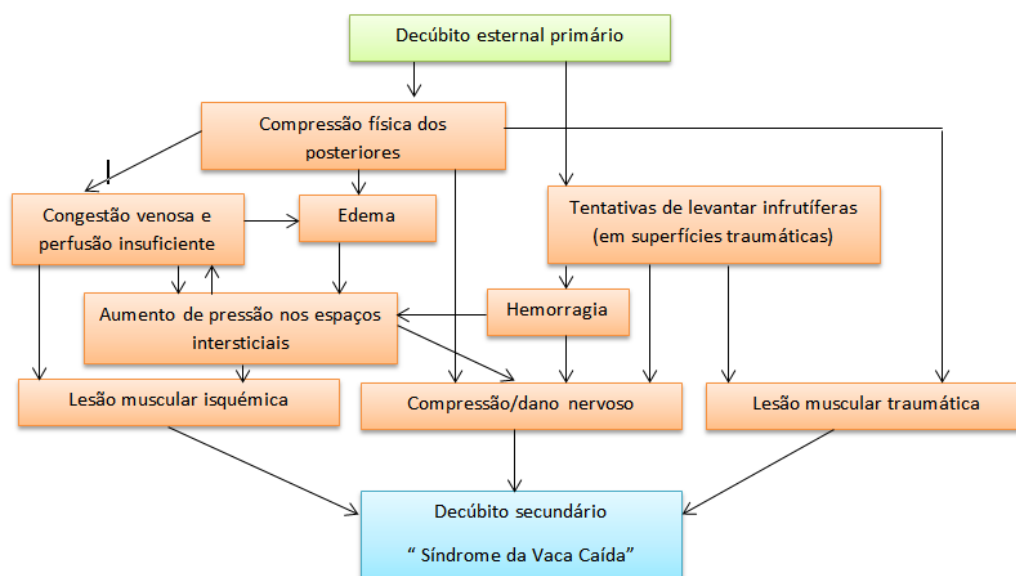 Decúbito esternal primário
Compressão física dos
posteriores
Congestão venosa e
perfusão insuficiente
Edema
Tentativas de levantar infrutíferas
(em superfícies traumáticas)
Aumento de pressão nos espaços
intersticiais
Hemorragia
Lesão muscular isquémica
Compressão/dano nervoso
Lesão muscular traumática
Decúbito secundário
“ Síndrome da Vaca Caída”